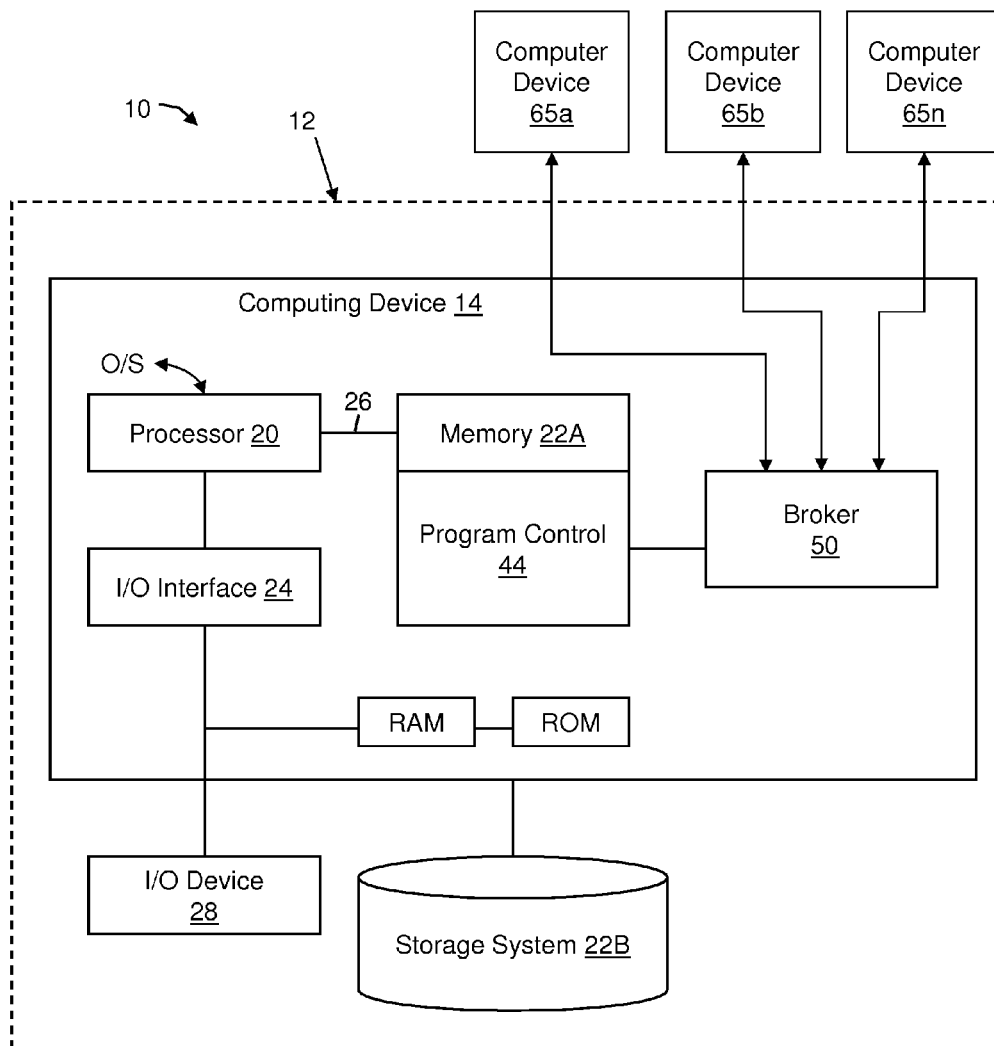 Computer
Device
65a
Computer
Device
65b
Computer
Device
65n
10
12
Computing Device 14
O/S
26
Processor 20
Memory 22A
Program Control
44
Broker
50
I/O Interface 24
RAM
ROM
I/O Device
28
Storage System 22B